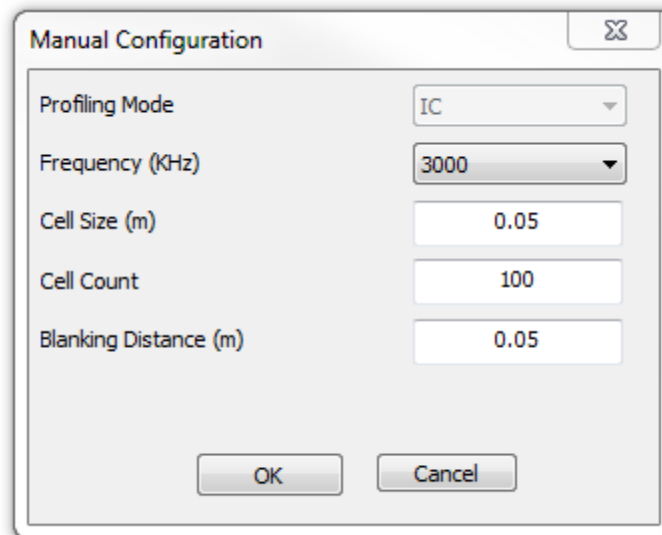 Manual Configuration
Profiling Mode IC
Frequency (KHz) 3000
Cell Size (m) 0.05
Cell Count 100
Blanking Distance (m) 0.05
OK Cancel